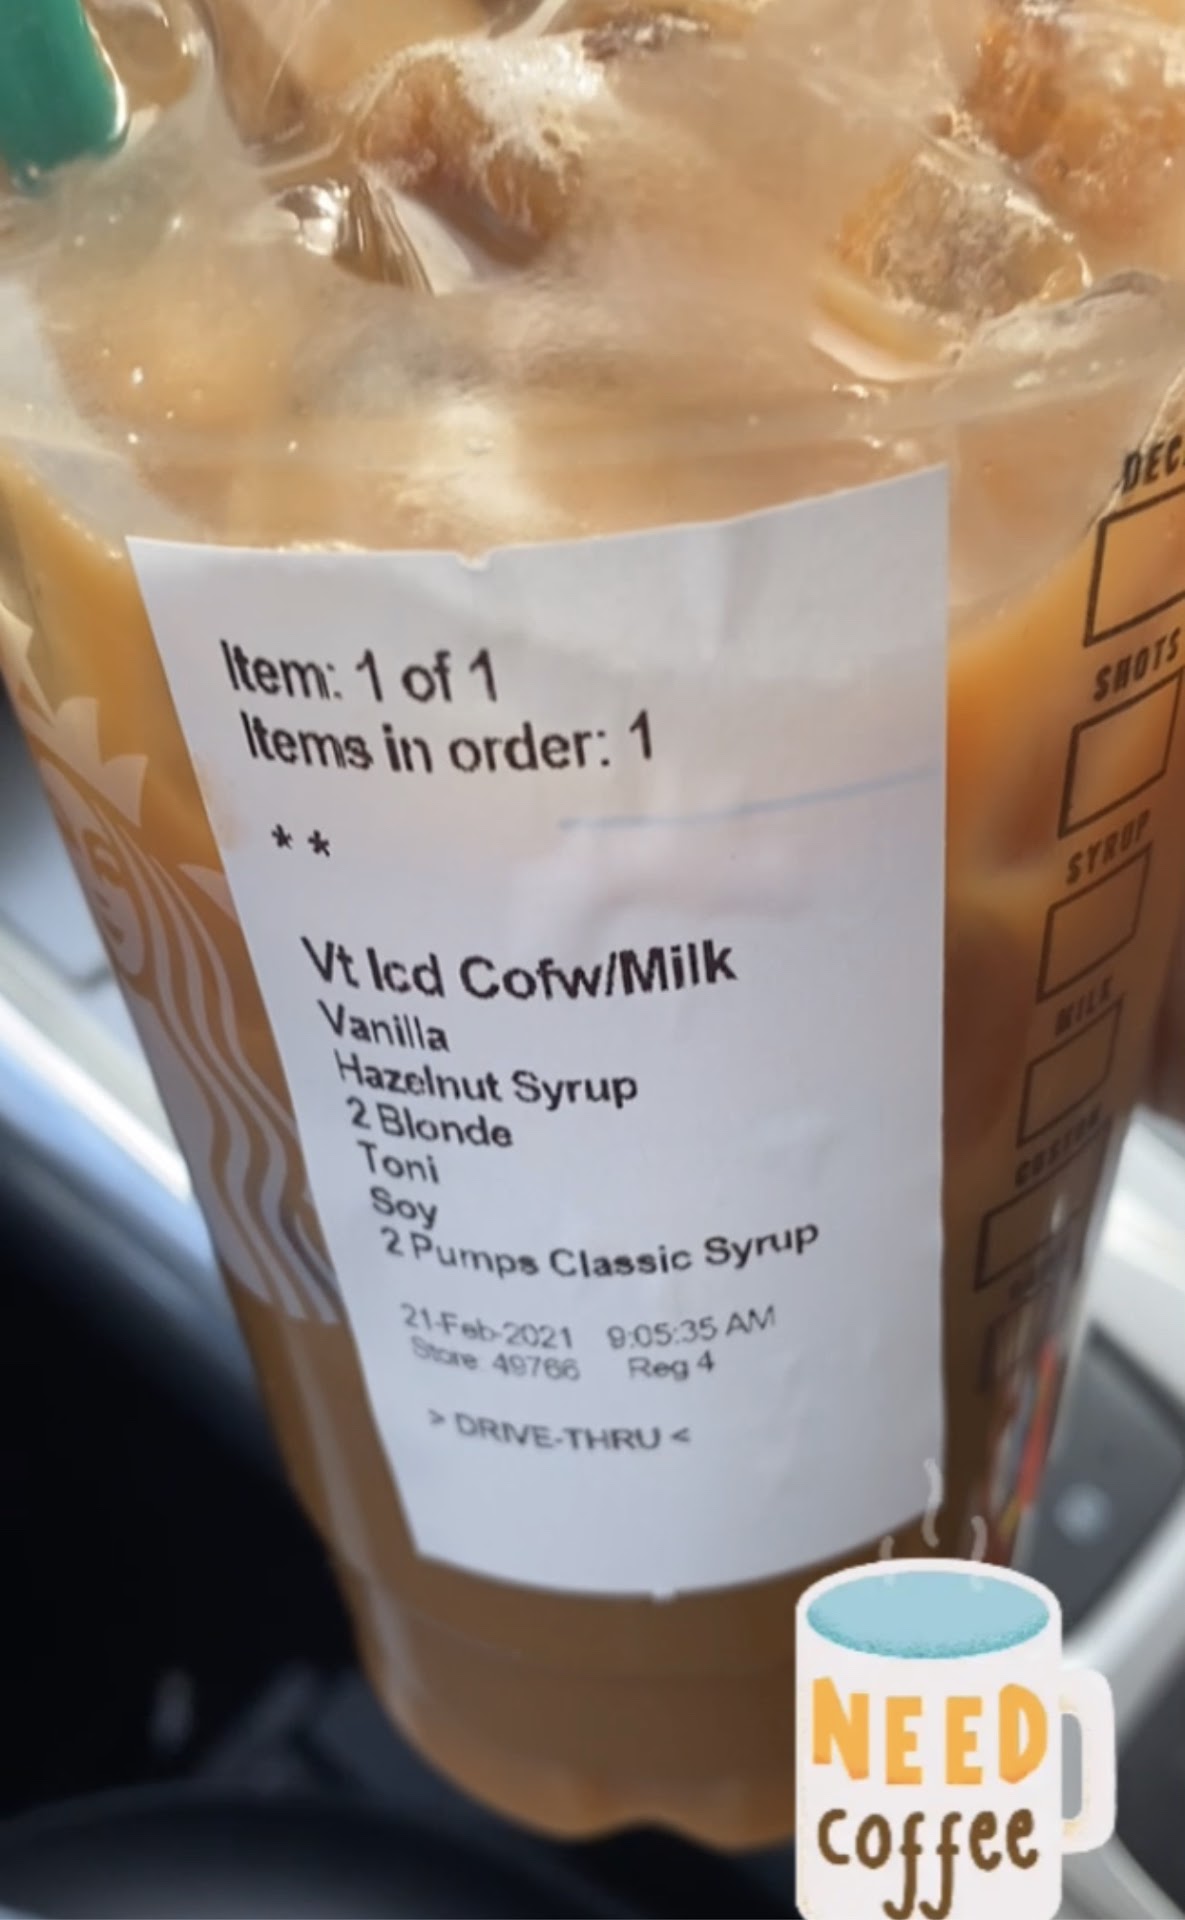 Item: 1 of 1
Items in order: 1
**
Vt Icd Cofw/Milk
Vanilla
Hazelnut Syrup
2 Blonde
Toni
Soy
2 Pumps Classic Syrup
21-Feb-2021 9:05:35 AM
Store: 49766 Reg 4
> DRIVE-THRU <
DEC
SHOTS
SYRUP
MILK
CUSTOM
NEED
coffee